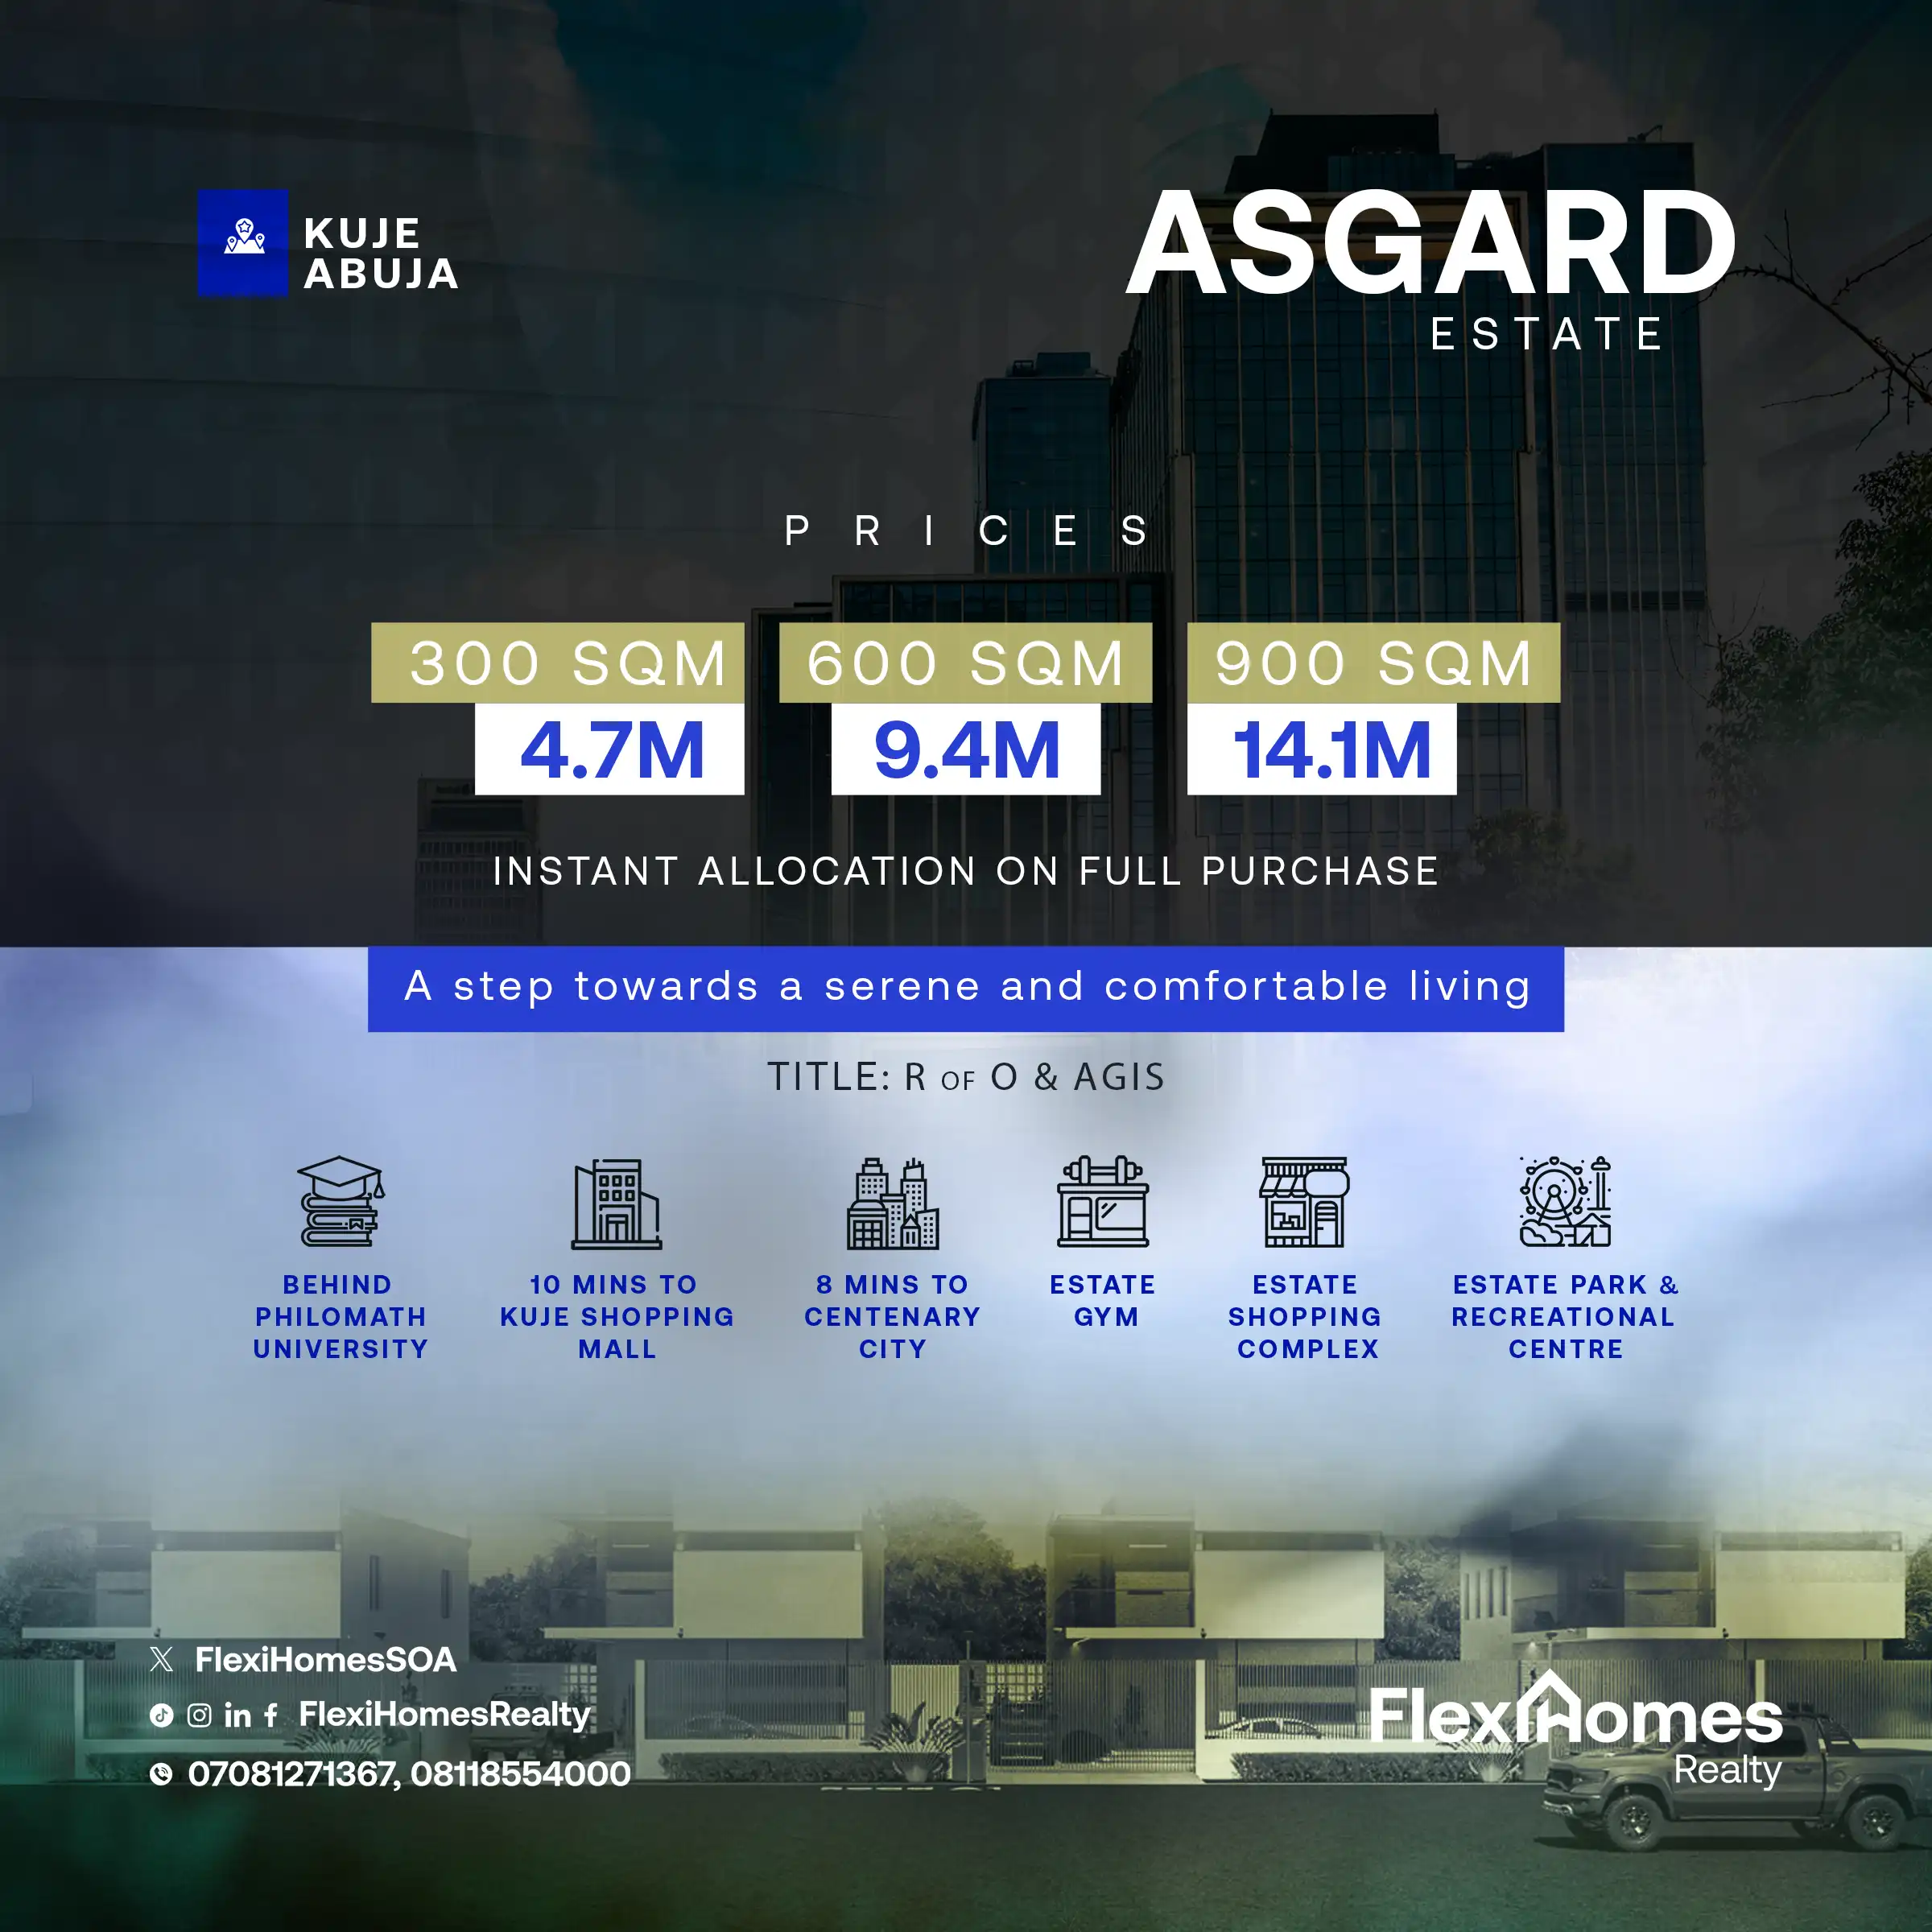 KUJE
ABUJA
ASGARD
ESTATE
PRICES
300 SQM
4.7M
600 SQM
9.4M
900 SQM
14.1M
INSTANT ALLOCATION ON FULL PURCHASE
A step towards a serene and comfortable living
TITLE: R OF O & AGIS
BEHIND
PHILOMATH
UNIVERSITY
10 MINS TO
KUJE SHOPPING
MALL
8 MINS TO
CENTENARY
CITY
ESTATE
GYM
ESTATE
SHOPPING
COMPLEX
ESTATE PARK &
RECREATIONAL
CENTRE
FlexiHomesSOA
FlexiHomesRealty
07081271367, 08118554000
FlexiHomes
Realty